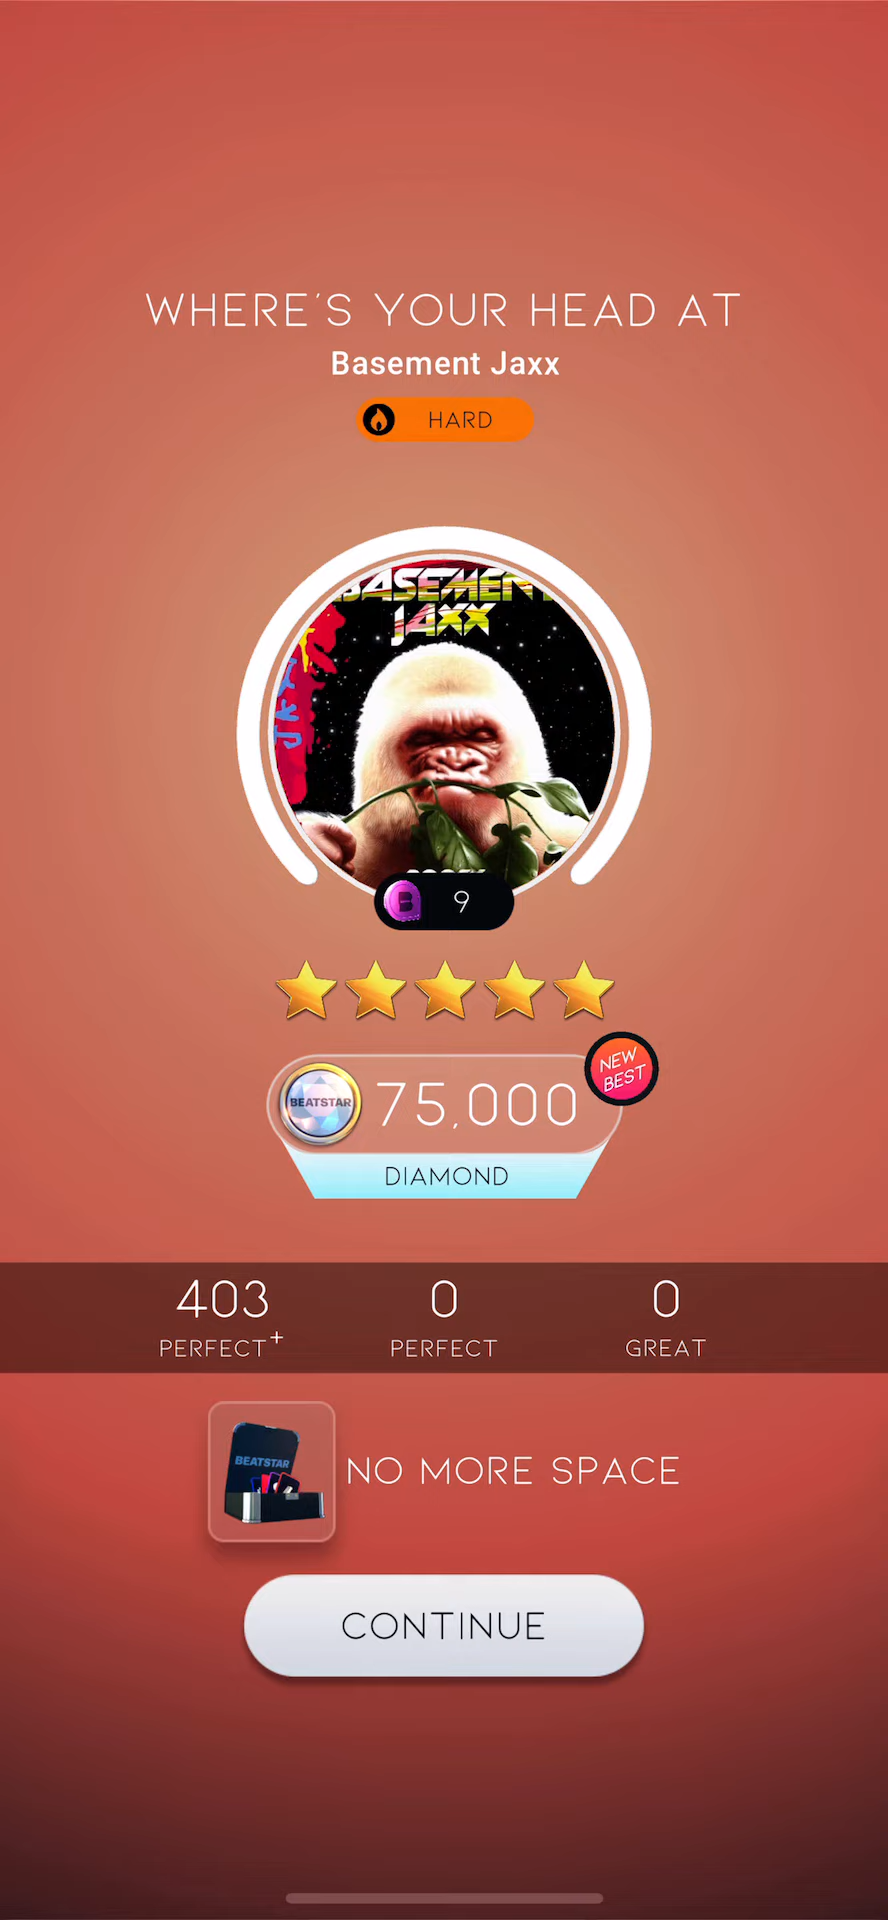 WHERE'S YOUR HEAD AT
Basement Jaxx
HARD
BASEMENT
JAXX
9
NEW
BEST
BEATSTAR
75,000
DIAMOND
403
0
0
PERFECT+
PERFECT
GREAT
BEATSTAR
NO MORE SPACE
CONTINUE